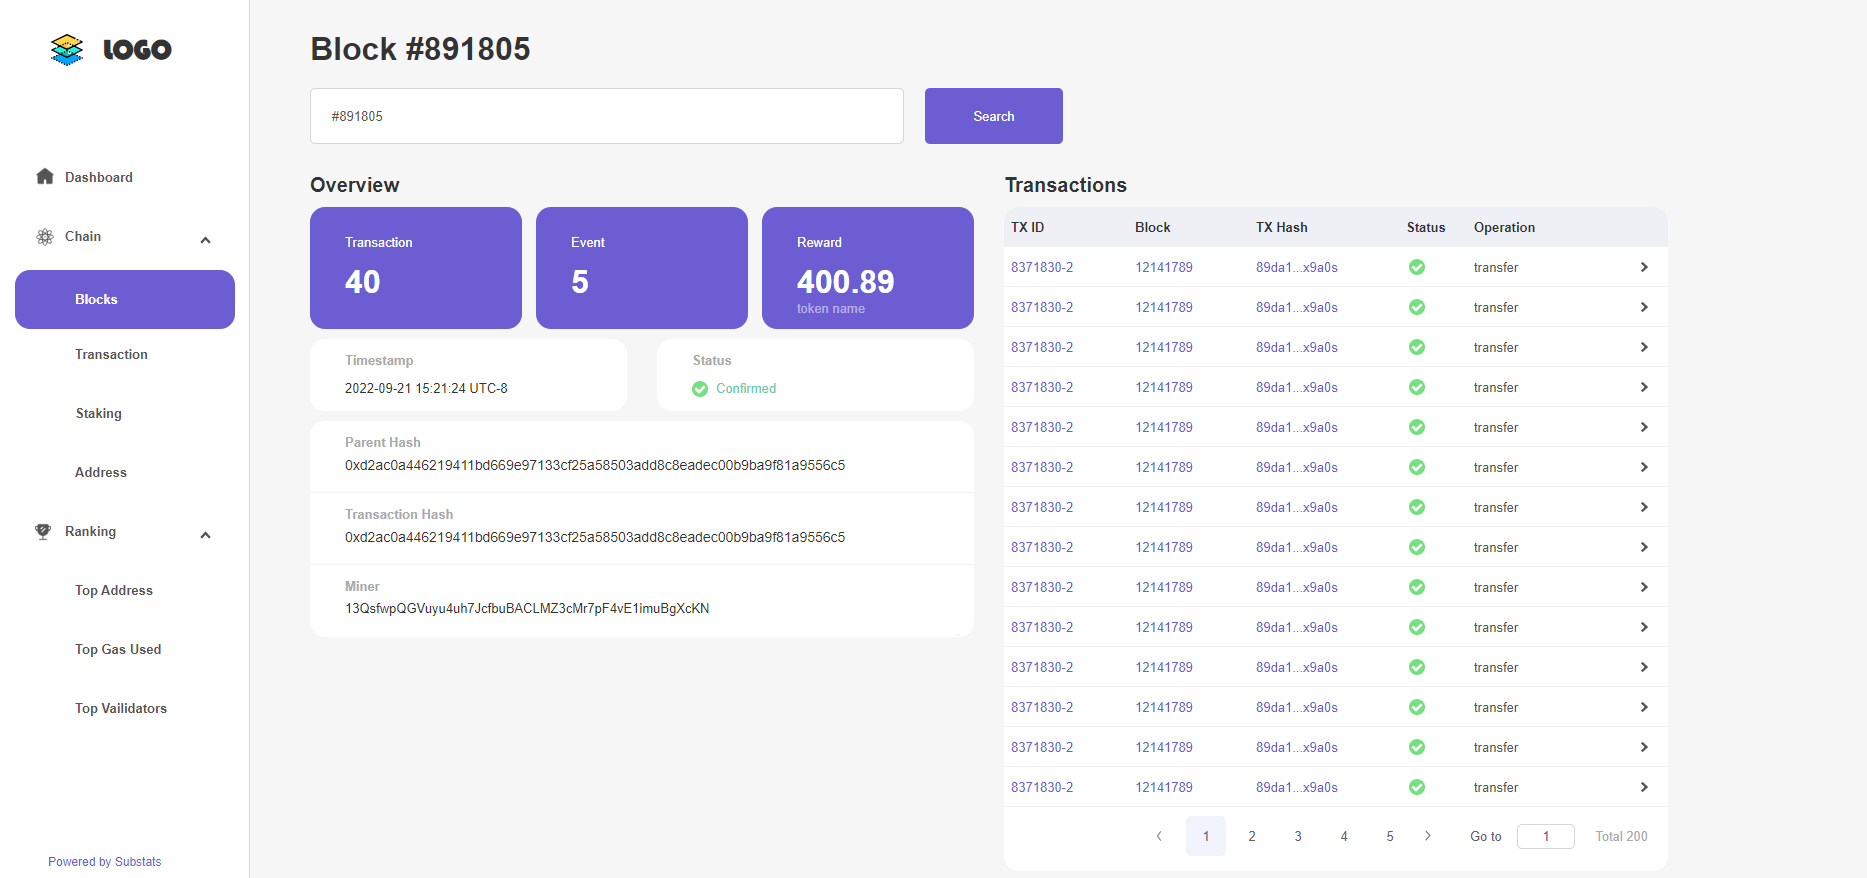 LOGO
Dashboard
Chain
Blocks
Transaction
Staking
Address
Ranking
Top Address
Top Gas Used
Top Vailidators
Powered by Substats
Block #891805
#891805
Search
Overview
Transaction
40
Event
5
Reward
400.89
token name
Timestamp
2022-09-21 15:21:24 UTC-8
Status
Confirmed
Parent Hash
0xd2ac0a446219411bd669e97133cf25a58503add8c8eadec00b9ba9f81a9556c5
Transaction Hash
0xd2ac0a446219411bd669e97133cf25a58503add8c8eadec00b9ba9f81a9556c5
Miner
13QsfwpQGVuyu4uh7JcfbuBACLMZ3cMr7pF4vE1imuBgXcKN
Transactions
TX ID Block TX Hash Status Operation
8371830-2 12141789 89da1...x9a0s transfer
8371830-2 12141789 89da1...x9a0s transfer
8371830-2 12141789 89da1...x9a0s transfer
8371830-2 12141789 89da1...x9a0s transfer
8371830-2 12141789 89da1...x9a0s transfer
8371830-2 12141789 89da1...x9a0s transfer
8371830-2 12141789 89da1...x9a0s transfer
8371830-2 12141789 89da1...x9a0s transfer
8371830-2 12141789 89da1...x9a0s transfer
8371830-2 12141789 89da1...x9a0s transfer
8371830-2 12141789 89da1...x9a0s transfer
8371830-2 12141789 89da1...x9a0s transfer
8371830-2 12141789 89da1...x9a0s transfer
8371830-2 12141789 89da1...x9a0s transfer
1 2 3 4 5 Go to 1 Total 200